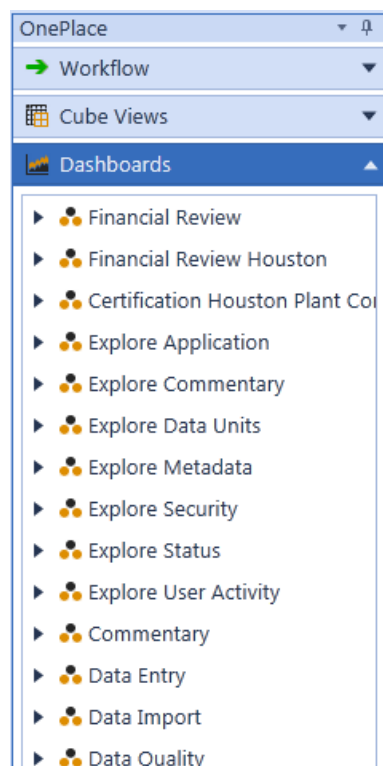 OnePlace
Workflow
Cube Views
Dashboards
Financial Review
Financial Review Houston
Certification Houston Plant
Explore Application
Explore Commentary
Explore Data Units
Explore Metadata
Explore Security
Explore Status
Explore User Activity
Commentary
Data Entry
Data Import
Data Quality